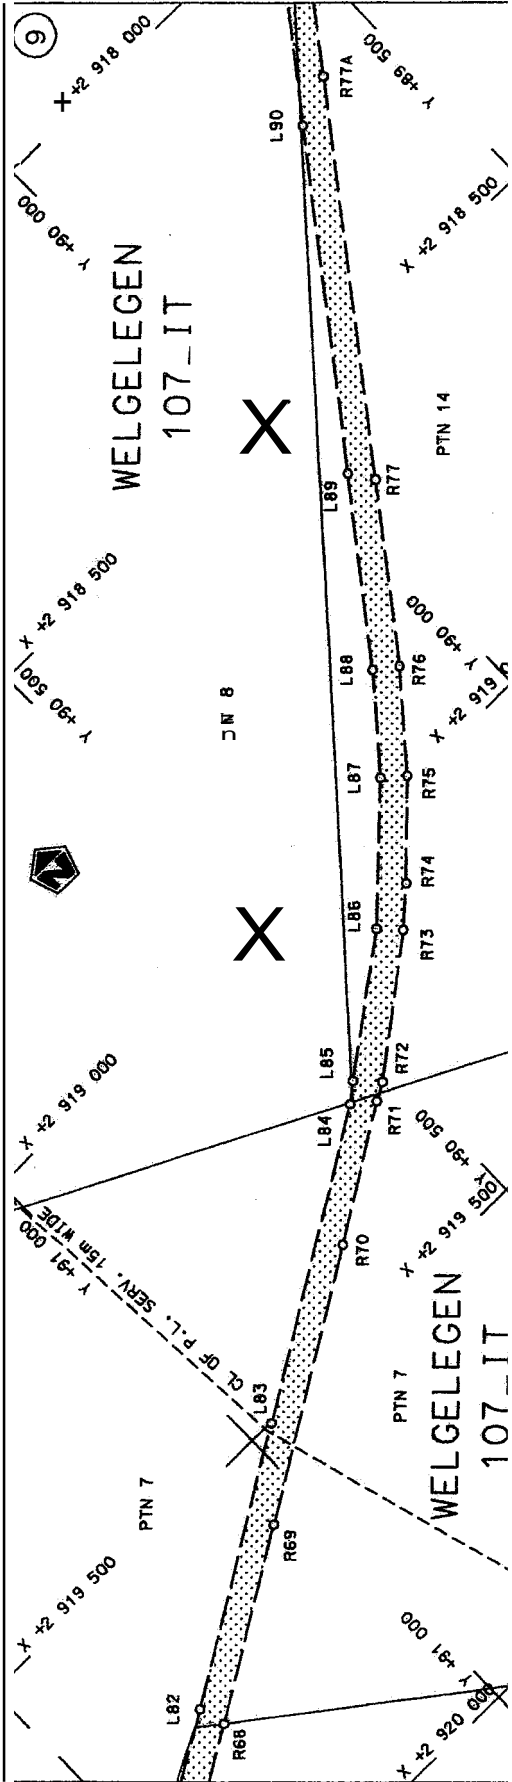 6
+2 918 000
Y +89 500
R77A
L90
Y +90 000
X +2 918 500
WELGELEGEN
107_IT
X
PTN 14
L89
R77
X +2 918 500
Y +90 000
L88
R76
Y +90 500
X +2 919
N 8
L87
R75
N
R74
L86
X
R73
X +2 919 000
L85
R72
L84
R71
Y +90 500
Y +91 000
X +2 919 500
R70
CL OF P.L. SERV. 15m WIDE
WELGELEGEN
107_IT
L83
PTN 7
PTN 7
R69
X +2 919 500
Y +91 000
L82
R68
X +2 920 000